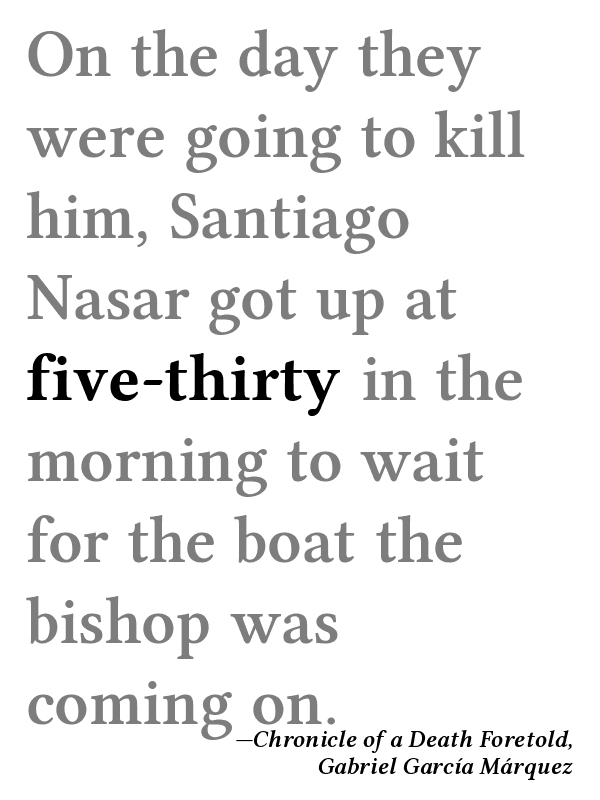 On the day they
were going to kill
him, Santiago
Nasar got up at
five-thirty in the
morning to wait
for the boat the
bishop was
coming on.
—Chronicle of a Death Foretold,
Gabriel García Márquez